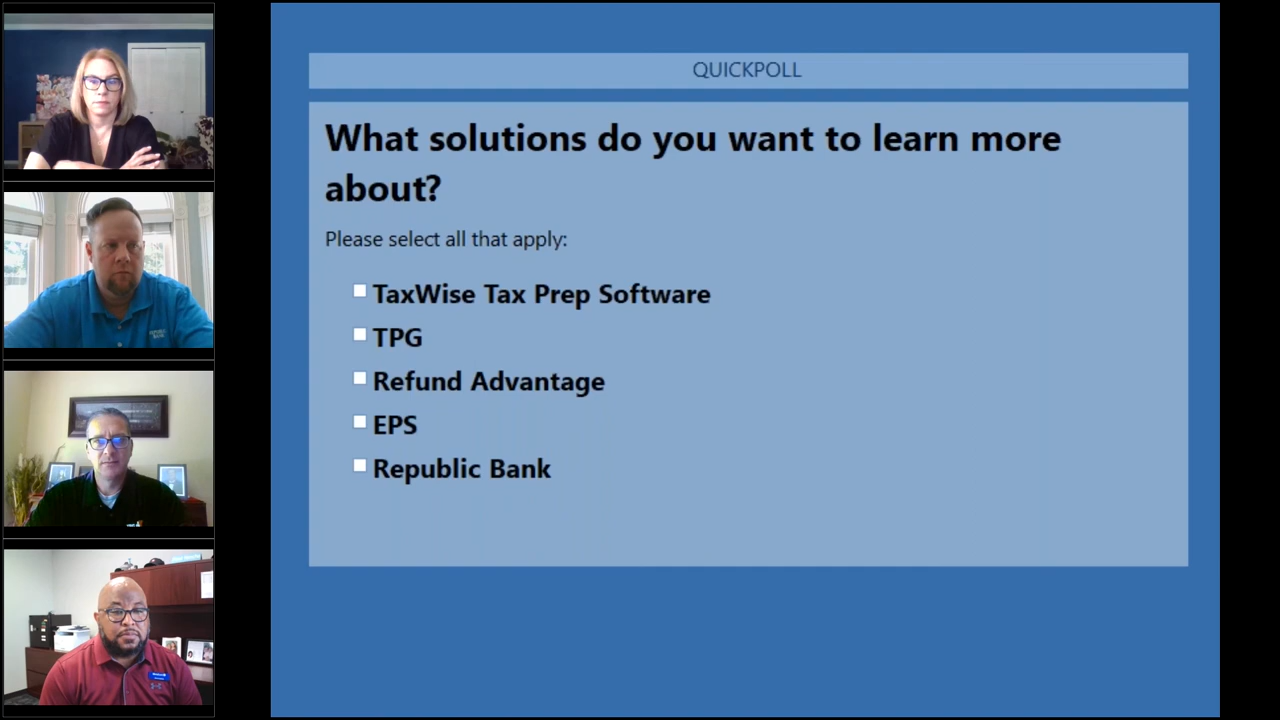 QUICKPOLL
What solutions do you want to learn more
about?
Please select all that apply:
TaxWise Tax Prep Software
TPG
Refund Advantage
EPS
Republic Bank